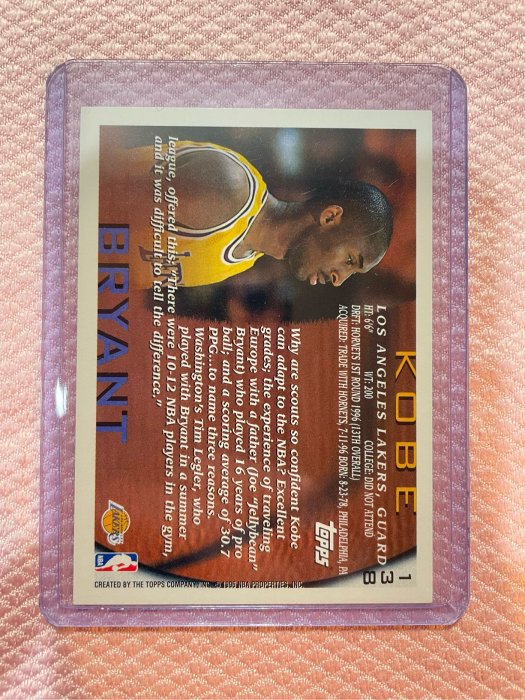 138
KOBE
LOS ANGELES LAKERS, GUARD
HT: 6'6" WT: 200 COLLEGE: DID NOT ATTEND
DRFT: HORNETS 1ST ROUND 1996 (13TH OVERALL)
ACQUIRED: TRADE WITH HORNETS, 7-11-96 BORN: 8-23-78, PHILADELPHIA, PA
TOPPS
Why are scouts so confident Kobe
can adapt to the NBA? Excellent
grades; the experience of traveling
Europe with a father (Joe "Jellybean"
Bryant) who played 16 years of pro
ball; and a scoring average of 30.7
PPG...to name three reasons.
Washington's Tim Legler, who
played with Bryant in a summer
league, offered this: "There were 10-12 NBA players in the gym,
and it was difficult to tell the difference."
BRYANT
LAKERS
NBA
CREATED BY THE TOPPS COMPANY, INC. © 1995 NBA PROPERTIES, INC.